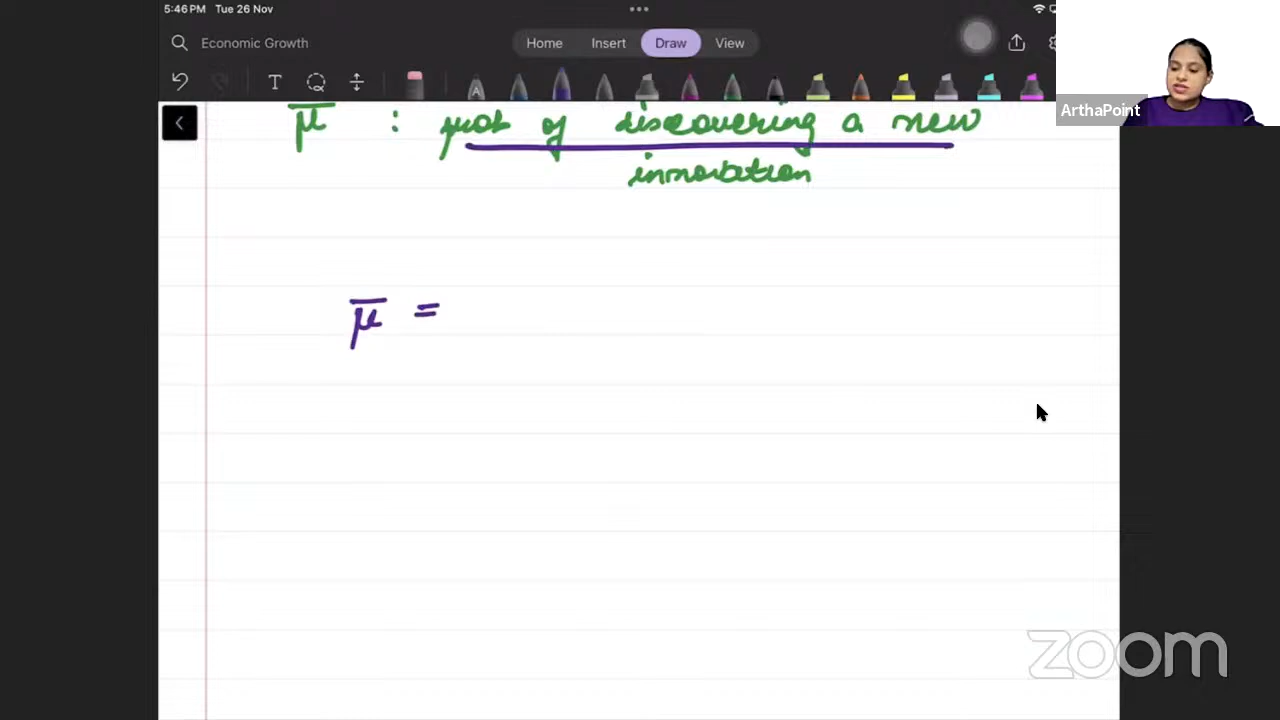 5:46 PM Tue 26 Nov
Economic Growth
Home Insert Draw View
T
A
ArthaPoint
μ̅ : prob of discovering a new
innovation
μ̅ =
zoom